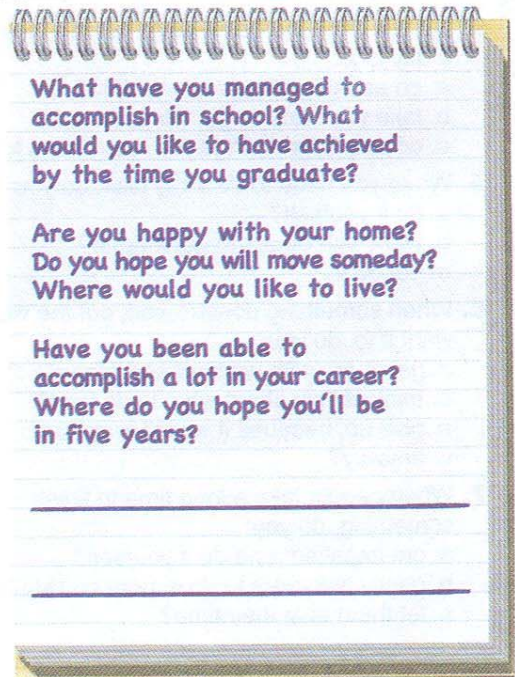 What have you managed to
accomplish in school? What
would you like to have achieved
by the time you graduate?
Are you happy with your home?
Do you hope you will move someday?
Where would you like to live?
Have you been able to
accomplish a lot in your career?
Where do you hope you'll be
in five years?